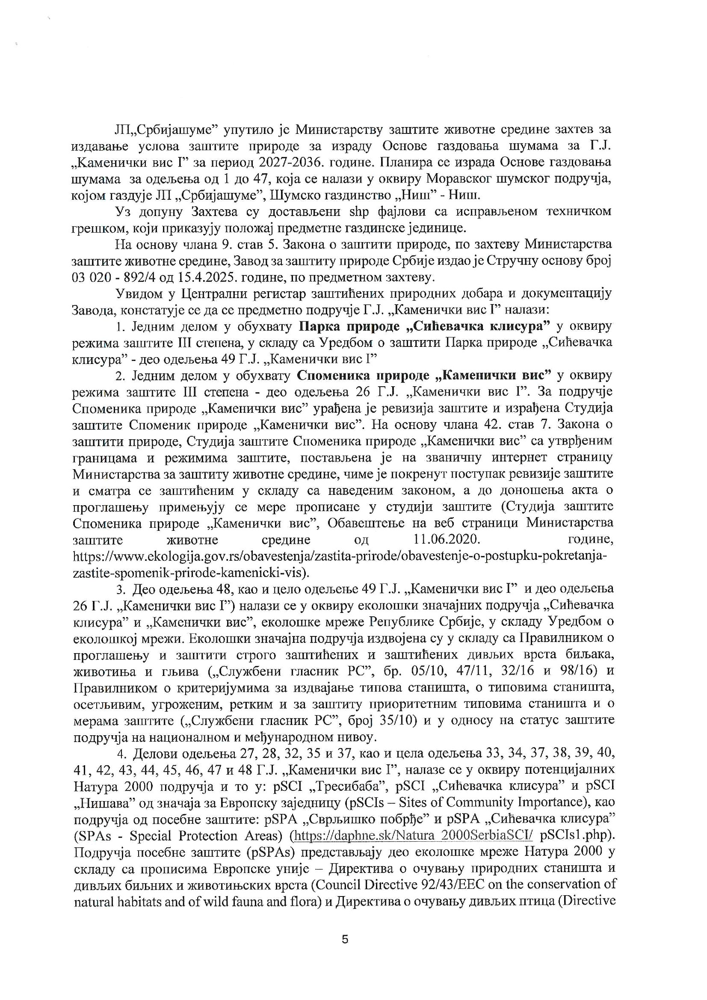 ЈП„Србијашуме” упутило је Министарству заштите животне средине захтев за
издавање услова заштите природе за израду Основе газдовања шумама за Г.Ј.
„Каменички вис I” за период 2027-2036. године. Планира се израда Основе газдовања
шумама за одељења од 1 до 47, која се налази у оквиру Моравског шумског подручја,
којом газдује ЈП „Србијашуме”, Шумско газдинство „Ниш” - Ниш.
Уз допуну Захтева су достављени shp фајлови са исправљеном техничком
грешком, који приказују положај предметне газдинске јединице.
На основу члана 9. став 5. Закона о заштити природе, по захтеву Министарства
заштите животне средине, Завод за заштиту природе Србије издао је Стручну основу број
03 020 - 892/4 од 15.4.2025. године, по предметном захтеву.
Увидом у Централни регистар заштићених природних добара и документацију
Завода, констатује се да се предметно подручје Г.Ј. „Каменички вис I” налази:
1. Једним делом у обухвату Парка природе „Сићевачка клисура” у оквиру
режима заштите III степена, у складу са Уредбом о заштити Парка природе „Сићевачка
клисура” - део одељења 49 Г.Ј. „Каменички вис I”
2. Једним делом у обухвату Споменика природе „Каменички вис” у оквиру
режима заштите III степена - део одељења 26 Г.Ј. „Каменички вис I”. За подручје
Споменика природе „Каменички вис” урађена је ревизија заштите и израђена Студија
заштите Споменик природе „Каменички вис”. На основу члана 42. став 7. Закона о
заштити природе, Студија заштите Споменика природе „Каменички вис” са утврђеним
границама и режимима заштите, постављена је на званичну интернет страницу
Министарства за заштиту животне средине, чиме је покренут поступак ревизије заштите
и сматра се заштићеним у складу са наведеним законом, а до доношења акта о
проглашењу примењују се мере прописане у студији заштите (Студија заштите
Споменика природе „Каменички вис”, Обавештење на веб страници Министарства
заштите животне средине од 11.06.2020. године,
https://www.ekologija.gov.rs/obavestenja/zastita-prirode/obavestenje-o-postupku-pokretanja-
zastite-spomenik-prirode-kamenicki-vis).
3. Део одељења 48, као и цело одељење 49 Г.Ј. „Каменички вис I” и део одељења
26 Г.Ј. „Каменички вис I”) налази се у оквиру еколошки значајних подручја „Сићевачка
клисура” и „Каменички вис”, еколошке мреже Републике Србије, у складу Уредбом о
еколошкој мрежи. Еколошки значајна подручја издвојена су у складу са Правилником о
проглашењу и заштити строго заштићених и заштићених дивљих врста биљака,
животиња и гљива („Службени гласник РС”, бр. 05/10, 47/11, 32/16 и 98/16) и
Правилником о критеријумима за издвајање типова станишта, о типовима станишта,
осетљивим, угроженим, ретким и за заштиту приоритетним типовима станишта и о
мерама заштите („Службени гласник РС”, број 35/10) и у односу на статус заштите
подручја на националном и међународном нивоу.
4. Делови одељења 27, 28, 32, 35 и 37, као и цела одељења 33, 34, 37, 38, 39, 40,
41, 42, 43, 44, 45, 46, 47 и 48 Г.Ј. „Каменички вис I”, налазе се у оквиру потенцијалних
Натура 2000 подручја и то у: pSCI „Тресибаба”, pSCI „Сићевачка клисура” и pSCI
„Нишава” од значаја за Европску заједницу (pSCIs – Sites of Community Importance), као
подручја од посебне заштите: pSPA „Сврљишко побрђе” и pSPA „Сићевачка клисура”
(SPAs - Special Protection Areas) (https://daphne.sk/Natura 2000SerbiaSCI/ pSCIs1.php).
Подручја посебне заштите (pSPAs) представљају део еколошке мреже Натура 2000 у
складу са прописима Европске уније – Директива о очувању природних станишта и
дивљих биљних и животињских врста (Council Directive 92/43/EEC on the conservation of
natural habitats and of wild fauna and flora) и Директива о очувању дивљих птица (Directive
5